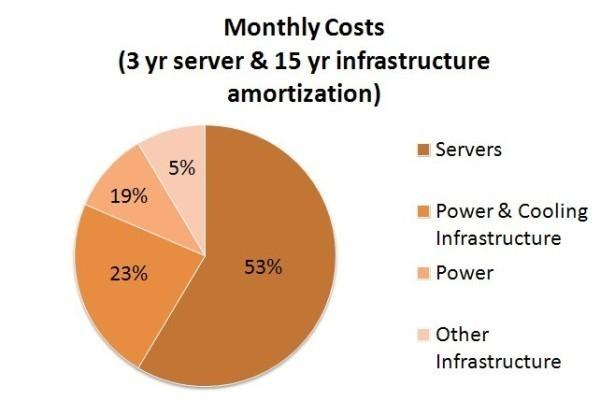 Monthly Costs
(3 yr server & 15 yr infrastructure
amortization)
5%
19%
23%
53%
Servers
Power & Cooling
Infrastructure
Power
Other
Infrastructure